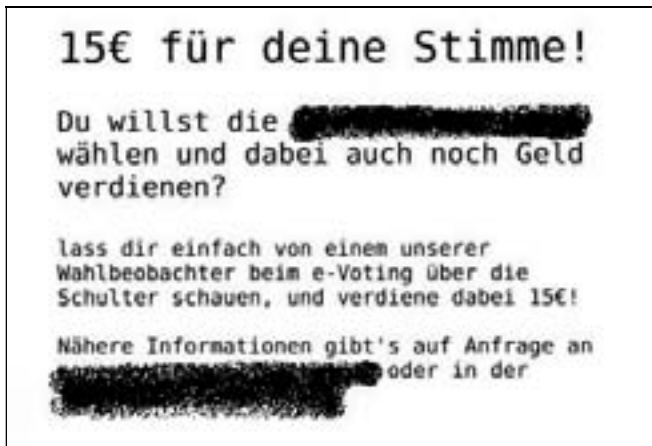 15€ für deine Stimme!
Du willst die
wählen und dabei auch noch Geld
verdienen?
lass dir einfach von einem unserer
Wahlbeobachter beim e-Voting über die
Schulter schauen, und verdiene dabei 15€!
Nähere Informationen gibt's auf Anfrage an
oder in der